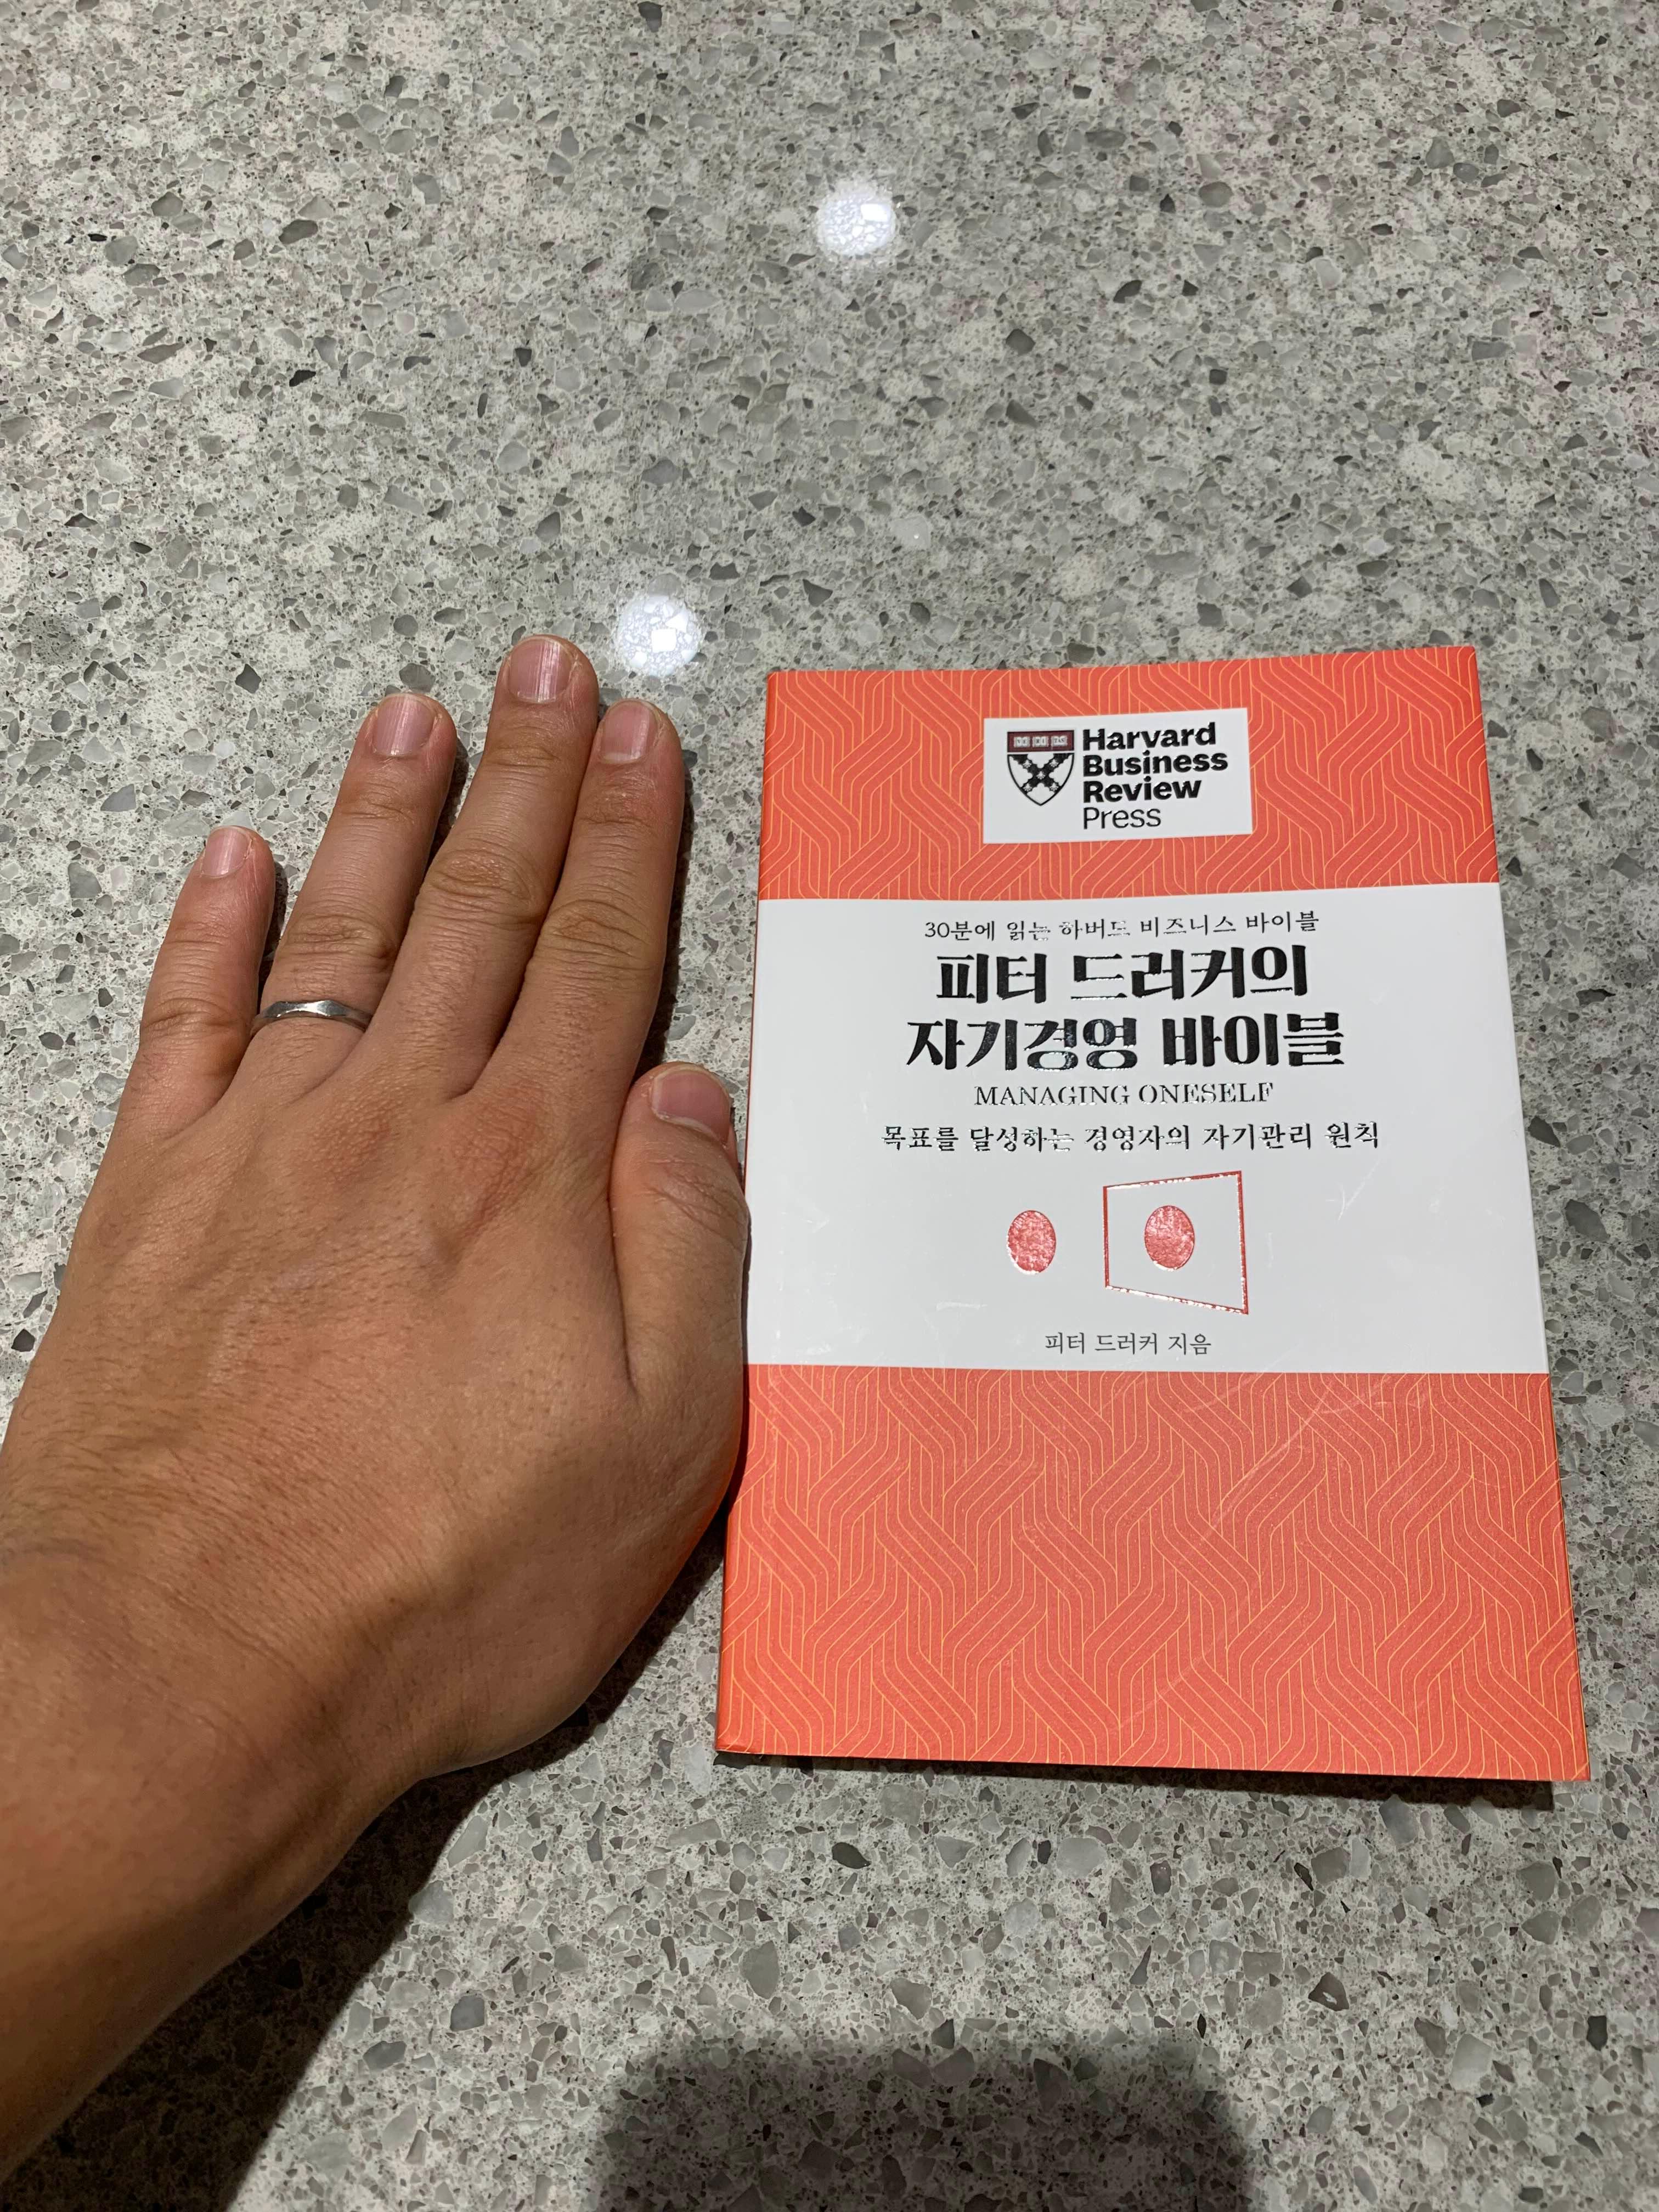 Harvard
Business
Review
Press
30분에 읽는 하버드 비즈니스 바이블
피터 드러커의
자기경영 바이블
MANAGING ONESELF
목표를 달성하는 경영자의 자기관리 원칙
피터 드러커 지음